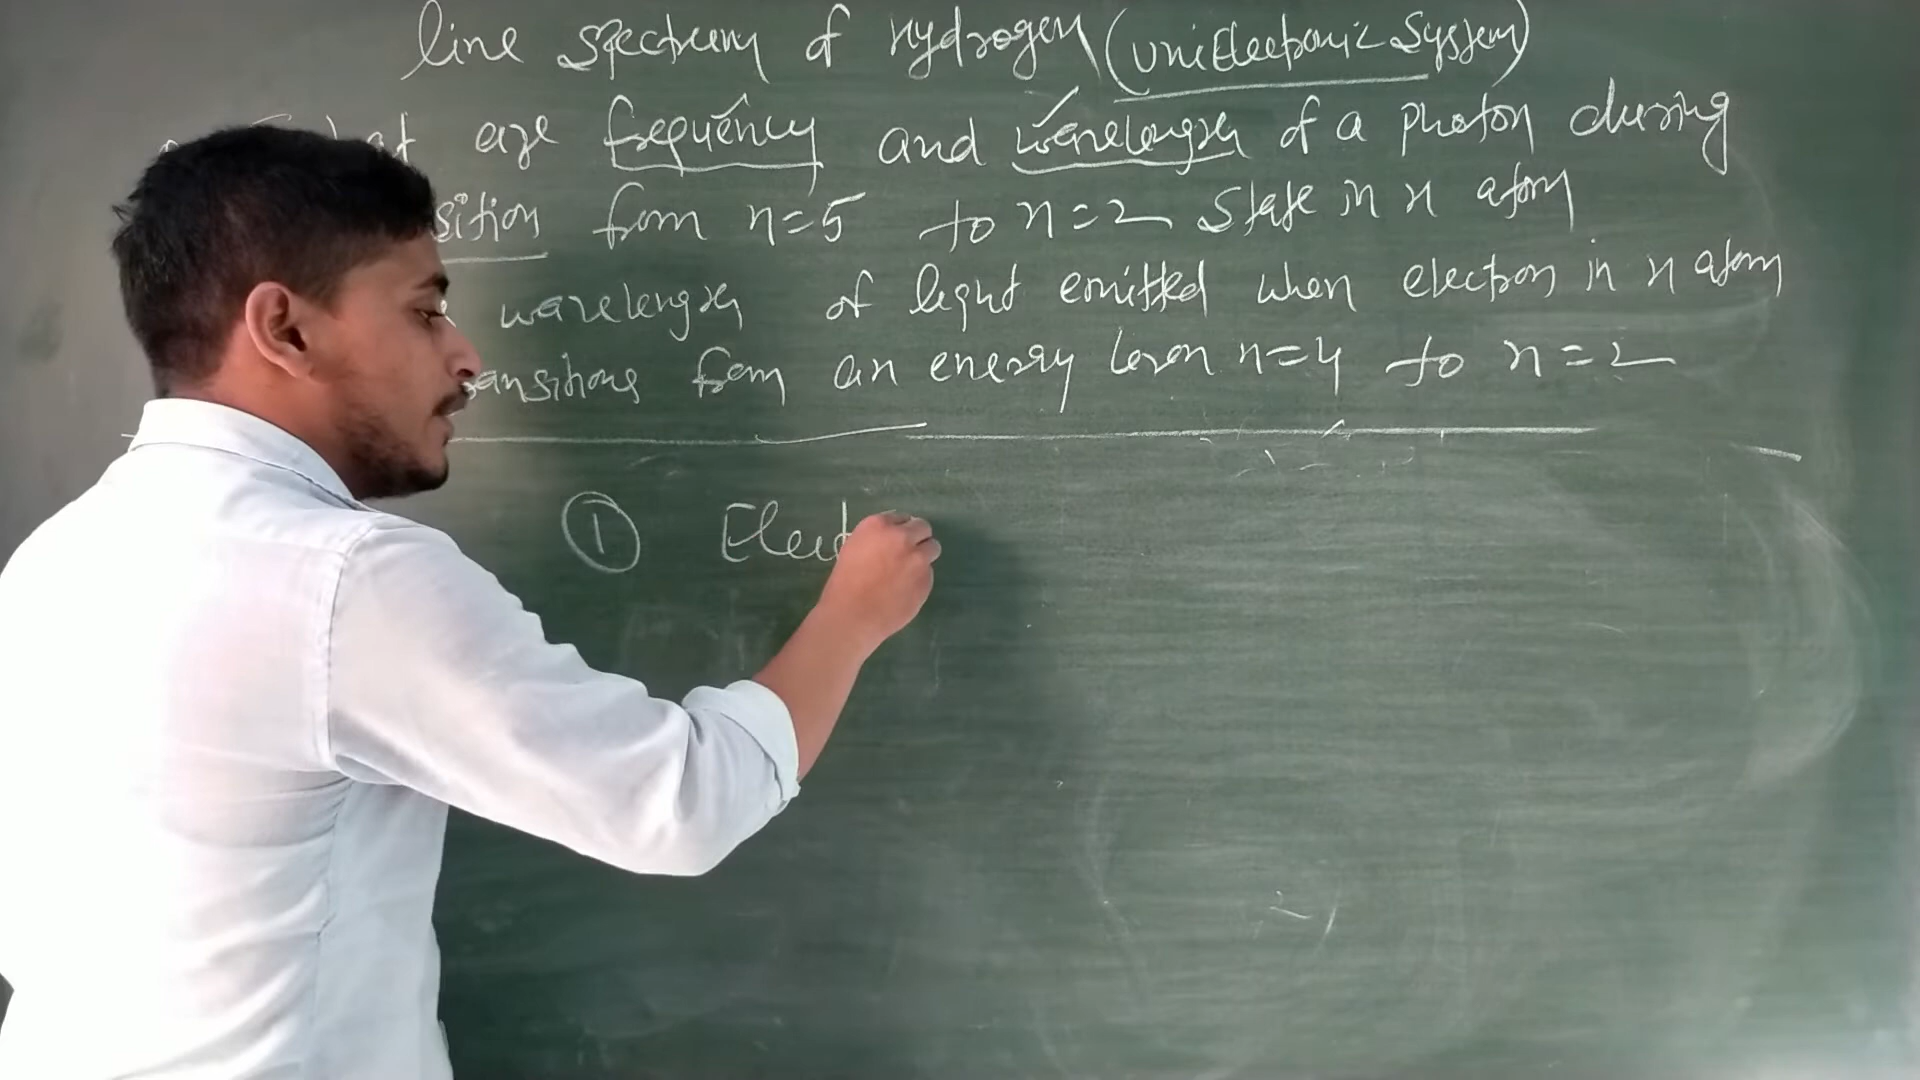 line spectrum of Hydrogen (UniElectronic System)
are frequency and wavelength of a photon during
sition from n=5 to n=2 state in H atom
wavelength of light emitted when electron in H atom
ansitions from an energy n=4 to n=2
① Elect